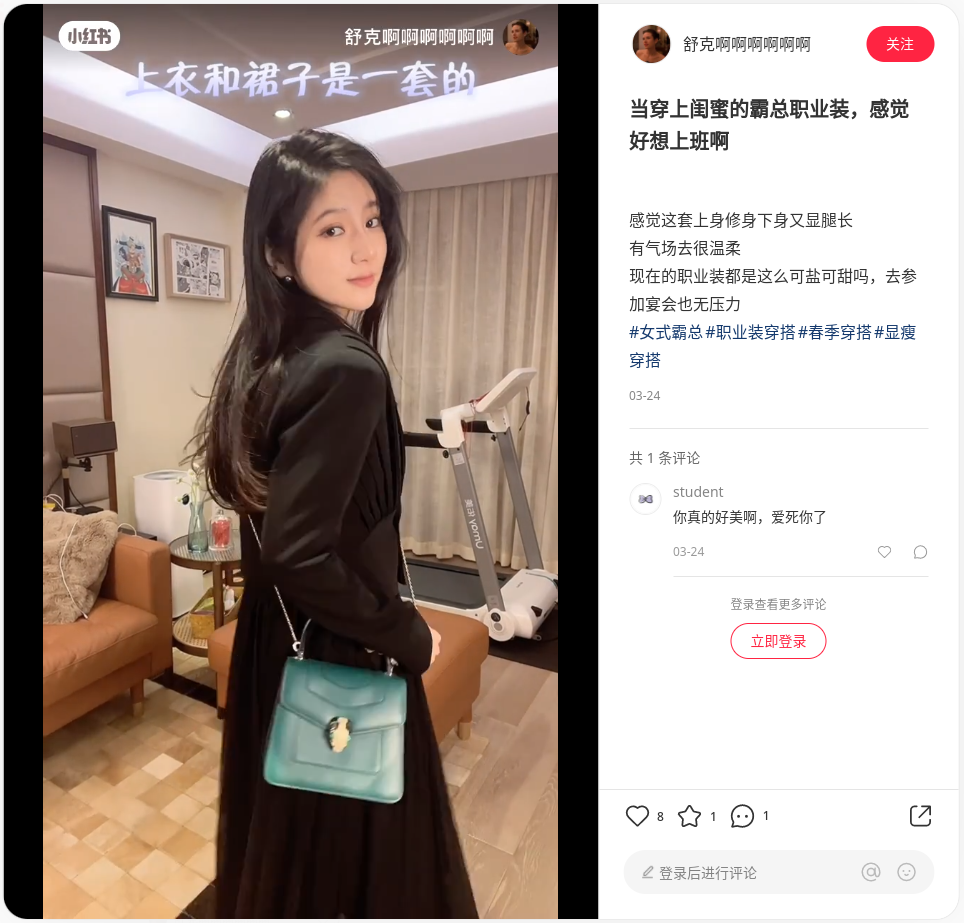 小红书
舒克啊啊啊啊啊啊
上衣和裙子是一套的
舒克啊啊啊啊啊啊
关注
当穿上闺蜜的霸总职业装，感觉
好想上班啊
感觉这套上身修身下身又显腿长
有气场去很温柔
现在的职业装都是这么可盐可甜吗，去参
加宴会也无压力
#女式霸总 #职业装穿搭 #春季穿搭 #显瘦
穿搭
03-24
共 1 条评论
student
你真的好美啊，爱死你了
03-24
登录查看更多评论
立即登录
8
1
1
登录后进行评论